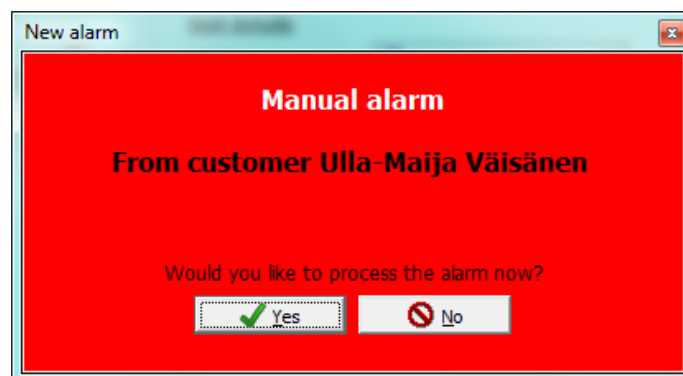 New alarm
Manual alarm
From customer Ulla-Maija Väisänen
Would you like to process the alarm now?
Yes
No